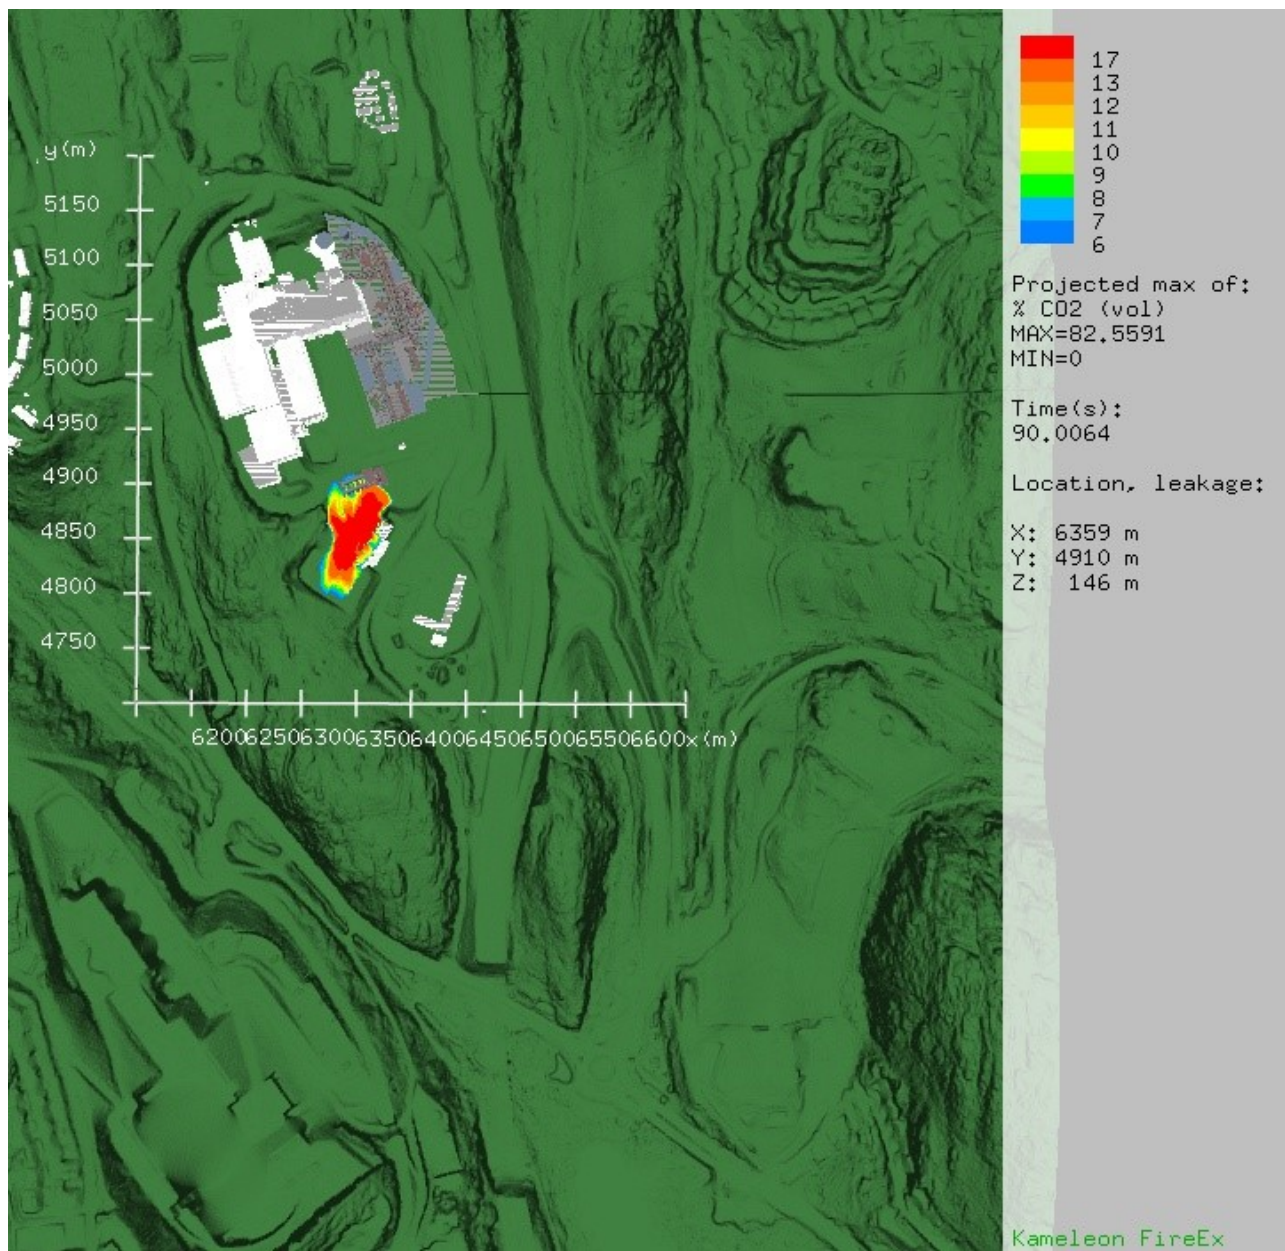 y(m)
5150
5100
5050
5000
4950
4900
4850
4800
4750
620062506300635064006450650065506600x(m)
17
13
12
11
10
9
8
7
6
Projected max of:
% CO2 (vol)
MAX=82.5591
MIN=0
Time(s):
90.0064
Location, leakage:
X: 6359 m
Y: 4910 m
Z: 146 m
Kameleon FireEx